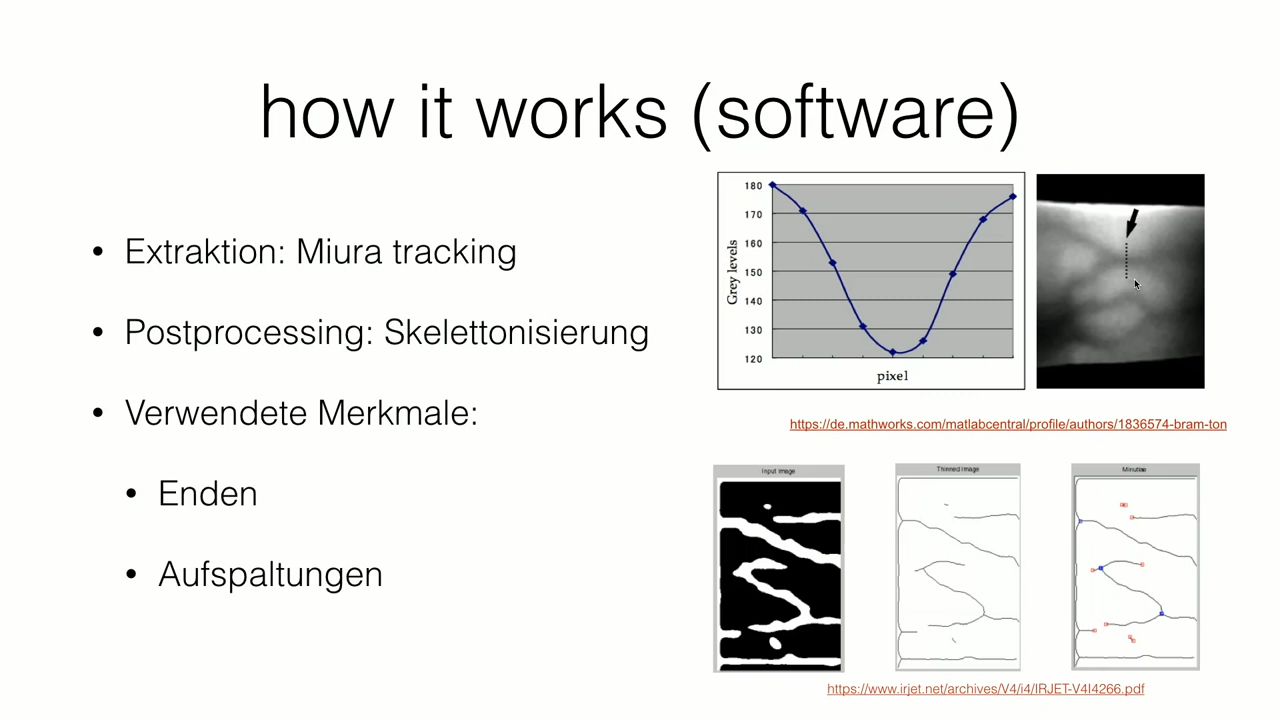 how it works (software)
• Extraktion: Miura tracking
• Postprocessing: Skelettonisierung
• Verwendete Merkmale:
• Enden
• Aufspaltungen
180
170
160
150
140
130
120
Grey levels
pixel
https://de.mathworks.com/matlabcentral/profile/authors/1836574-bram-ton
Input Image
Thinned Image
Minutiae
https://www.irjet.net/archives/V4/i4/IRJET-V4I4266.pdf